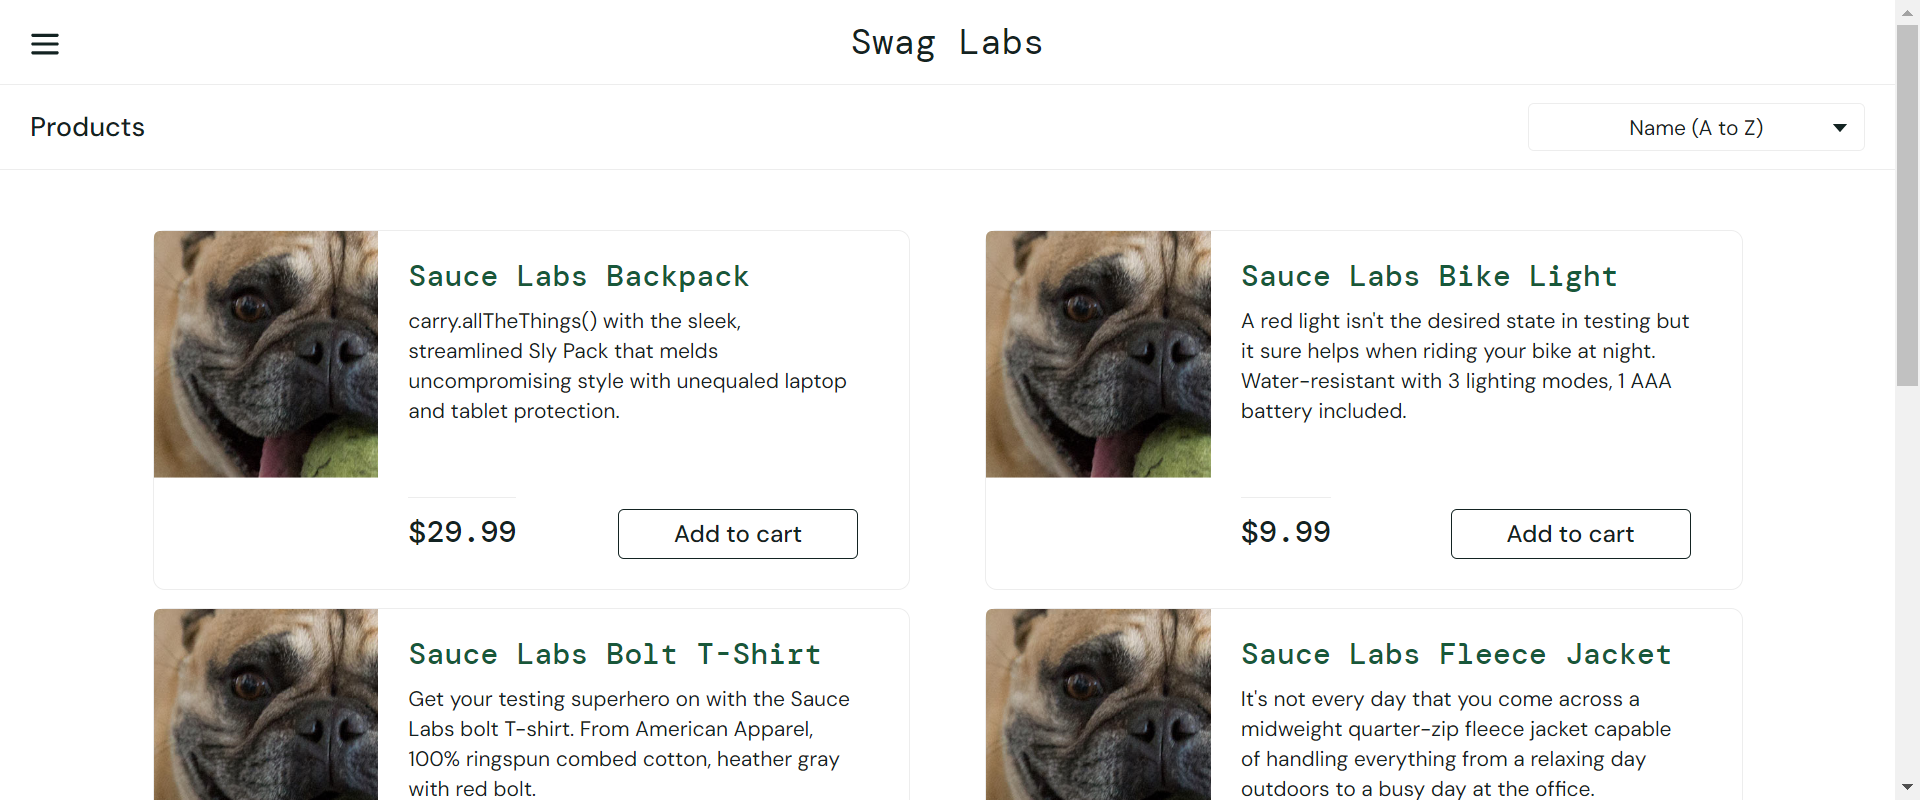 Swag Labs
Products
Name (A to Z)
Sauce Labs Backpack
carry.allTheThings() with the sleek,
streamlined Sly Pack that melds
uncompromising style with unequaled laptop
and tablet protection.
$29.99
Add to cart
Sauce Labs Bike Light
A red light isn't the desired state in testing but
it sure helps when riding your bike at night.
Water-resistant with 3 lighting modes, 1 AAA
battery included.
$9.99
Add to cart
Sauce Labs Bolt T-Shirt
Get your testing superhero on with the Sauce
Labs bolt T-shirt. From American Apparel,
100% ringspun combed cotton, heather gray
with red bolt.
Sauce Labs Fleece Jacket
It's not every day that you come across a
midweight quarter-zip fleece jacket capable
of handling everything from a relaxing day
outdoors to a busy day at the office.